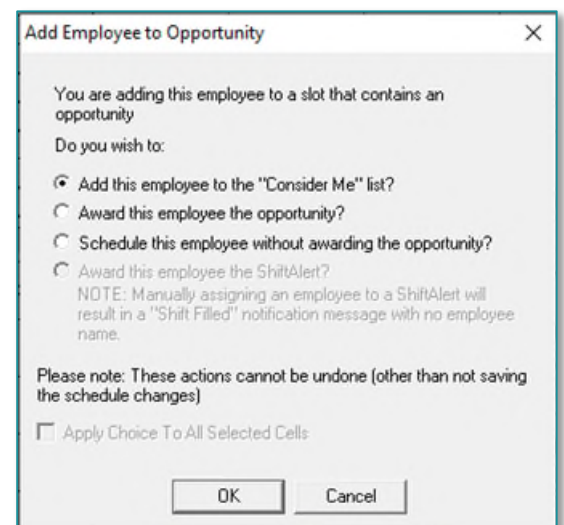 Add Employee to Opportunity
You are adding this employee to a slot that contains an
opportunity
Do you wish to:
Add this employee to the "Consider Me" list?
Award this employee the opportunity?
Schedule this employee without awarding the opportunity?
Award this employee the ShiftAlert?
NOTE: Manually assigning an employee to a ShiftAlert will
result in a "Shift Filled" notification message with no employee
name.
Please note: These actions cannot be undone (other than not saving
the schedule changes)
Apply Choice To All Selected Cells
OK
Cancel